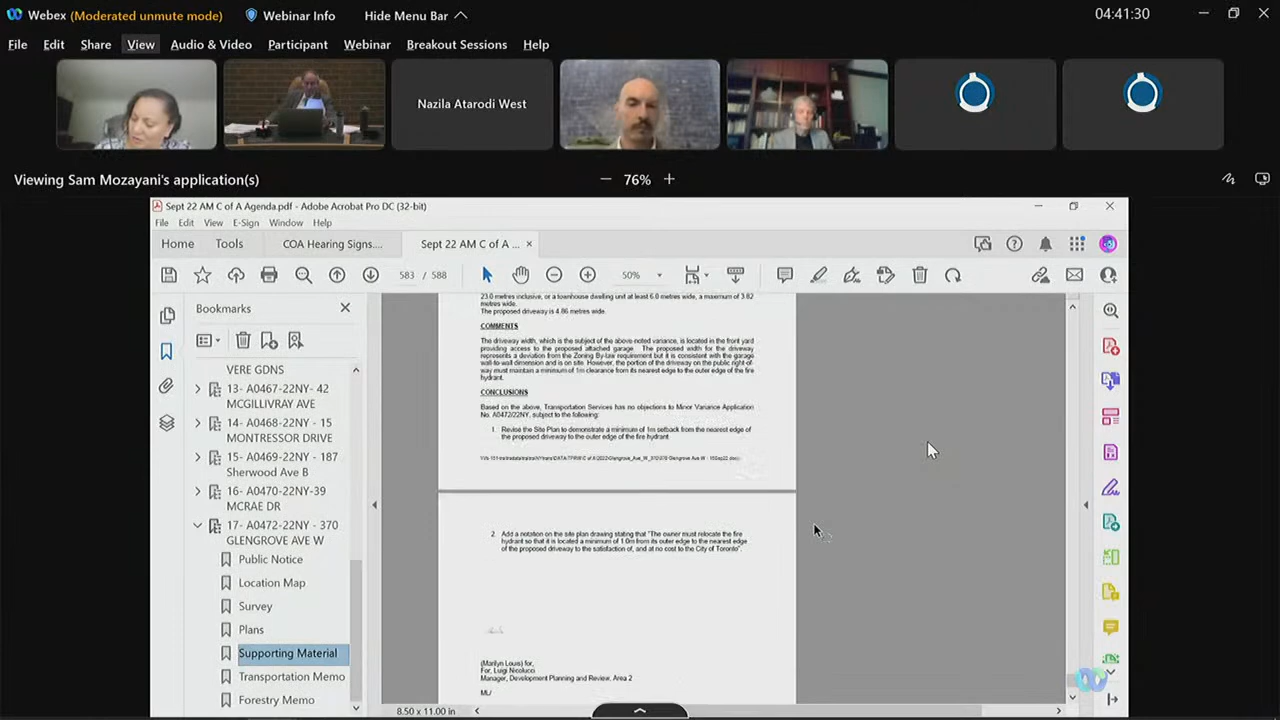 Webex (Moderated unmute mode) Webinar Info Hide Menu Bar 04:41:30
File Edit Share View Audio & Video Participant Webinar Breakout Sessions Help
Nazila Atarodi West
Viewing Sam Mozayani's application(s) 76%
Sept 22 AM C of A Agenda.pdf - Adobe Acrobat Pro DC (32-bit)
File Edit View E-Sign Window Help
Home Tools COA Hearing Signs.... Sept 22 AM C of A ... ×
583 / 588 50%
Bookmarks
VERE GDNS
13- A0467-22NY- 42
MCGILLIVRAY AVE
14- A0468-22NY - 15
MONTRESSOR DRIVE
15- A0469-22NY - 187
Sherwood Ave B
16- A0470-22NY-39
MCRAE DR
17- A0472-22NY - 370
GLENGROVE AVE W
Public Notice
Location Map
Survey
Plans
Supporting Material
Transportation Memo
Forestry Memo
23.0 metres inclusive, or a townhouse dwelling unit at least 6.0 metres wide, a maximum of 3.82
metres wide.
The proposed driveway is 4.86 metres wide.
COMMENTS
The driveway width, which is the subject of the above-noted variance, is located in the front yard
providing access to the proposed attached garage. The proposed width for the driveway
represents a deviation from the Zoning By-law requirement but it is consistent with the garage
wall-to wall dimension and is on site. However, the portion of the driveway on the public right-of-
way must maintain a minimum of 1m clearance from its nearest edge to the outer edge of the fire
hydrant.
CONCLUSIONS
Based on the above, Transportation Services has no objections to Minor Variance Application
No. A0472/22NY, subject to the following:
1. Revise the Site Plan to demonstrate a minimum of 1m setback from the nearest edge of
the proposed driveway to the outer edge of the fire hydrant
2. Add a notation on the site plan drawing stating that "The owner must relocate the fire
hydrant so that it is located a minimum of 1.0m from its outer edge to the nearest edge
of the proposed driveway to the satisfaction of, and at no cost to the City of Toronto".
(Marilyn Louis) for,
For, Luigi Nicolucci
Manager, Development Planning and Review, Area 2
ML/
8.50 x 11.00 in